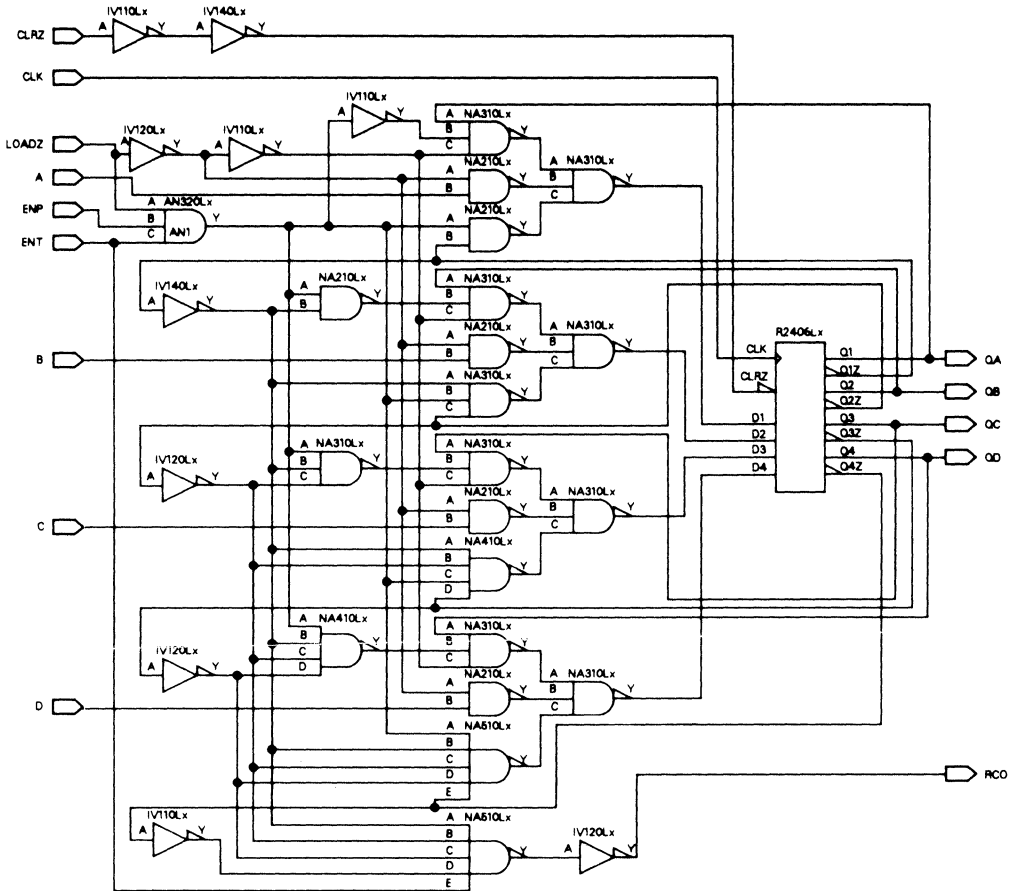 IV110Lx IV140Lx
CLRZ A Y A Y
CLK
IV110Lx
A Y
A NA310Lx
B
C
Y
LOADZ
IV120Lx IV110Lx
A Y Y
NA310Lx
A
B
C
Y
NA210Lx
A
B
Y
A
AN320Lx
A
B
C
AN1
Y
ENP
ENT
NA210Lx
A
B
Y
IV140Lx
A Y
NA210Lx
A
B
Y
NA310Lx
A
B
C
Y
NA310Lx
A
B
C
Y
B
NA210Lx
A
B
Y
NA310Lx
A
B
C
Y
R2406Lx
CLK
CLRZ
D1
D2
D3
D4
Q1
Q1Z
Q2
Q2Z
Q3
Q3Z
Q4
Q4Z
QA
QB
QC
QD
IV120Lx
A Y
NA310Lx
A
B
C
Y
A NA310Lx
B
C
Y
NA310Lx
A
B
C
Y
C
NA210Lx
A
B
Y
NA410Lx
A
B
C
D
Y
IV120Lx
A Y
NA410Lx
A
B
C
D
Y
A NA310Lx
B
C
Y
NA310Lx
A
B
C
Y
D
NA210Lx
A
B
Y
A NA510Lx
B
C
D
E
Y
RCO
IV110Lx
A Y
A NA510Lx
B
C
D
E
Y
IV120Lx
A Y